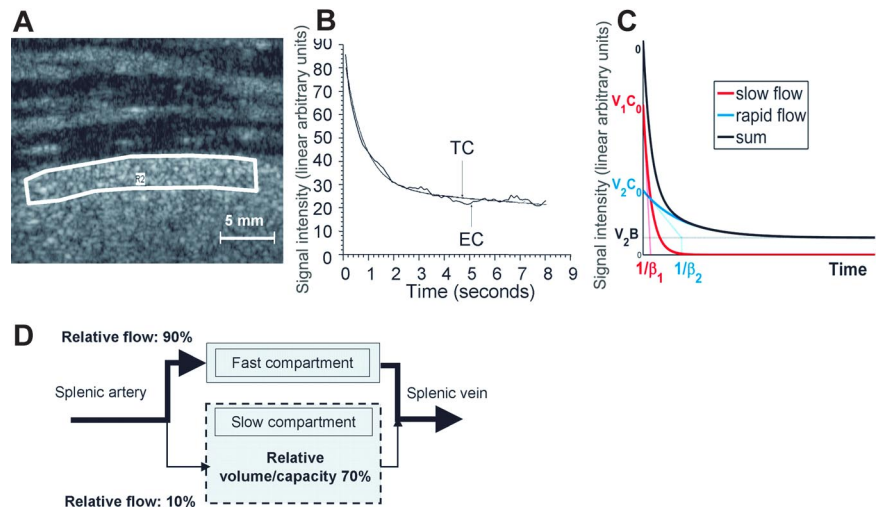 A
R2
5 mm
B
Signal intensity (linear arbitrary units)
90
80
70
60
50
40
30
20
10
0
TC
EC
0 1 2 3 4 5 6 7 8 9
Time (seconds)
C
Signal intensity (linear arbitrary units)
0
V₁C₀
V₂C₀
V₂B
0
slow flow
rapid flow
sum
1/β₁ 1/β₂ Time
D
Relative flow: 90%
Fast compartment
Splenic artery
Splenic vein
Slow compartment
Relative
volume/capacity 70%
Relative flow: 10%